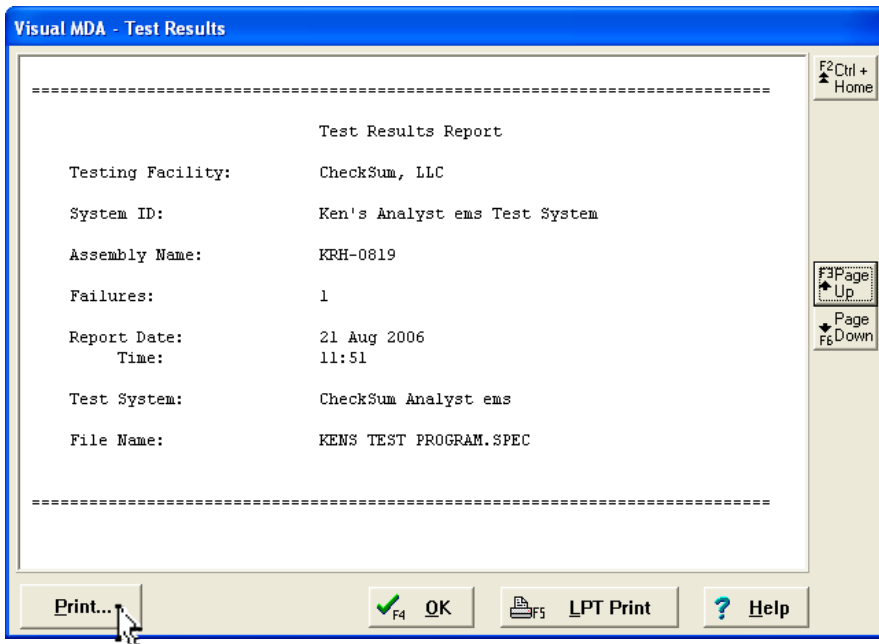 Visual MDA - Test Results
==============================================================================
Test Results Report
Testing Facility: CheckSum, LLC
System ID: Ken's Analyst ems Test System
Assembly Name: KRH-0819
Failures: 1
Report Date: 21 Aug 2006
Time: 11:51
Test System: CheckSum Analyst ems
File Name: KENS TEST PROGRAM.SPEC
==============================================================================
F2 Ctrl +
Home
F3 Page
Up
Page
F6 Down
Print...
F4 OK
F5 LPT Print
? Help